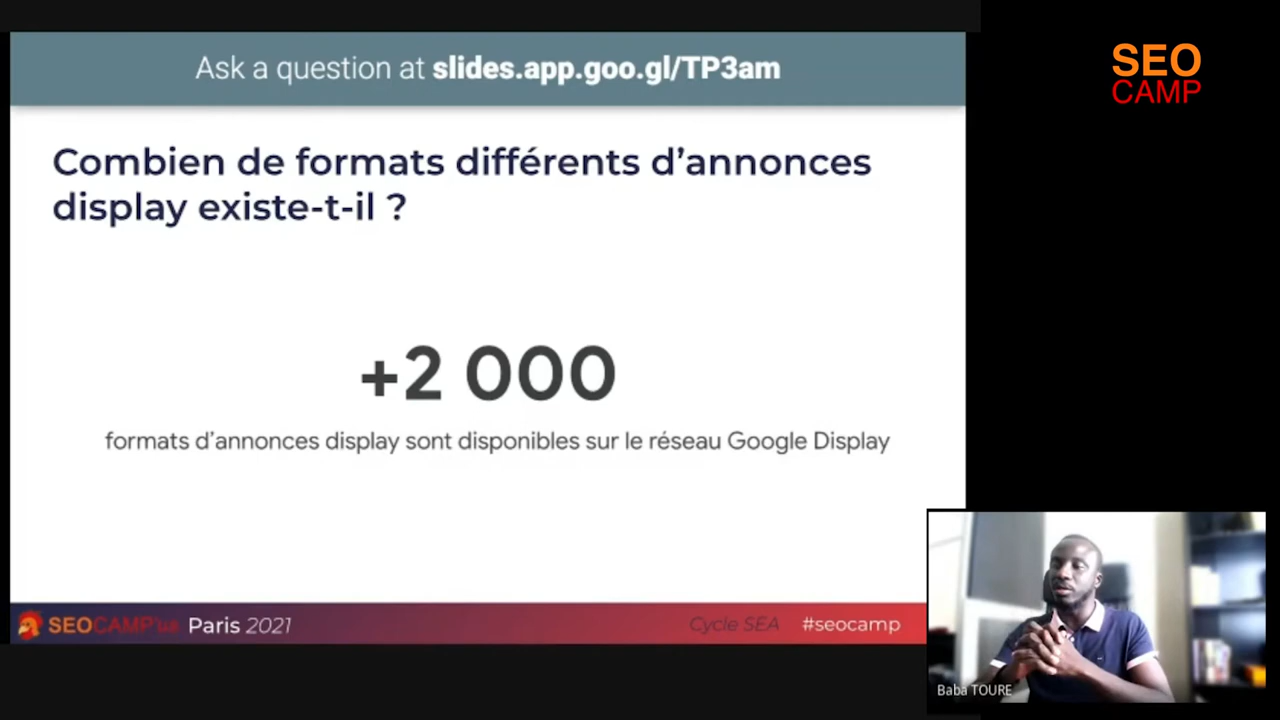 Ask a question at slides.app.goo.gl/TP3am
SEO
CAMP
Combien de formats différents d’annonces
display existe-t-il ?
+2 000
formats d’annonces display sont disponibles sur le réseau Google Display
SEOCAMP'us Paris 2021
Cycle SEA #seocamp
Baba TOURE